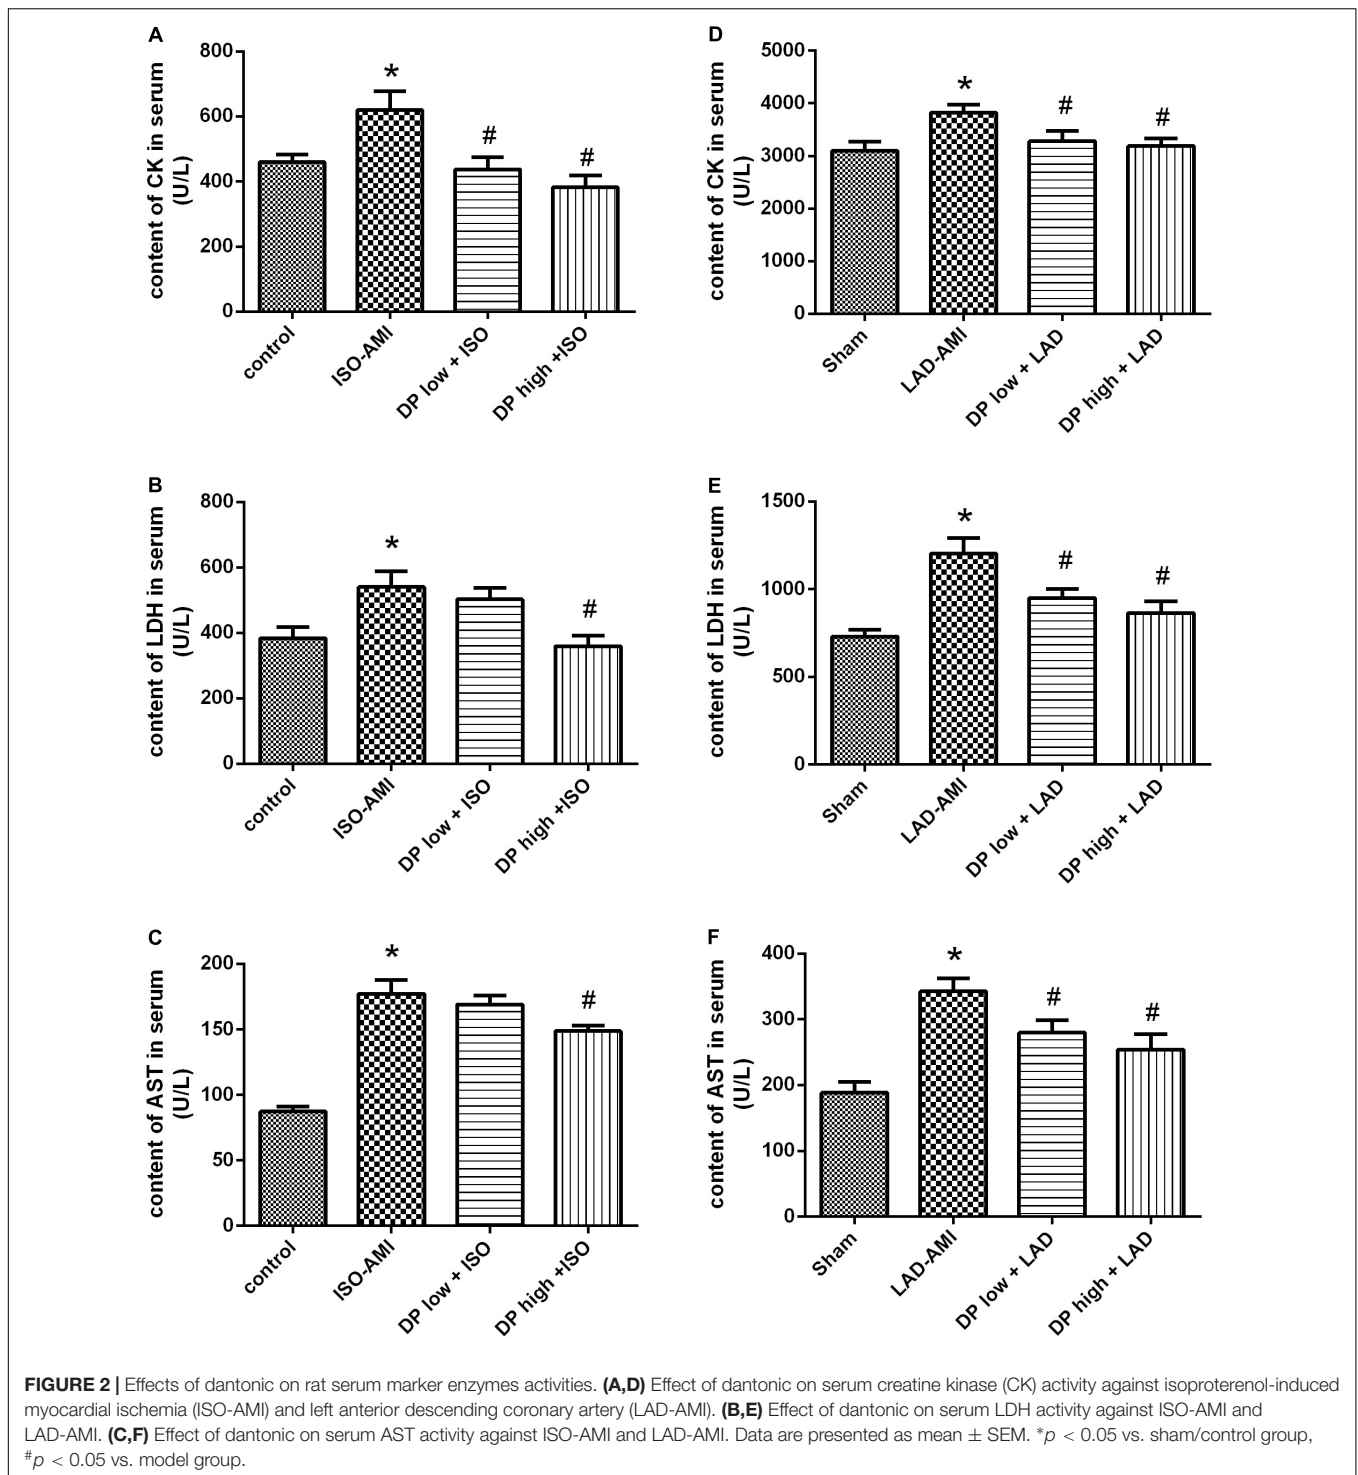 A
content of CK in serum
(U/L)
800
600
400
200
0
*
#
#
control
ISO-AMI
DP low + ISO
DP high +ISO
D
content of CK in serum
(U/L)
5000
4000
3000
2000
1000
0
*
#
#
Sham
LAD-AMI
DP low + LAD
DP high + LAD
B
content of LDH in serum
(U/L)
800
600
400
200
0
*
#
control
ISO-AMI
DP low + ISO
DP high +ISO
E
content of LDH in serum
(U/L)
1500
1000
500
0
*
#
#
Sham
LAD-AMI
DP low + LAD
DP high + LAD
C
content of AST in serum
(U/L)
200
150
100
50
0
*
#
control
ISO-AMI
DP low + ISO
DP high +ISO
F
content of AST in serum
(U/L)
400
300
200
100
0
*
#
#
Sham
LAD-AMI
DP low + LAD
DP high + LAD
FIGURE 2 | Effects of dantonic on rat serum marker enzymes activities. (A,D) Effect of dantonic on serum creatine kinase (CK) activity against isoproterenol-induced
myocardial ischemia (ISO-AMI) and left anterior descending coronary artery (LAD-AMI). (B,E) Effect of dantonic on serum LDH activity against ISO-AMI and
LAD-AMI. (C,F) Effect of dantonic on serum AST activity against ISO-AMI and LAD-AMI. Data are presented as mean ± SEM. *p < 0.05 vs. sham/control group,
#p < 0.05 vs. model group.